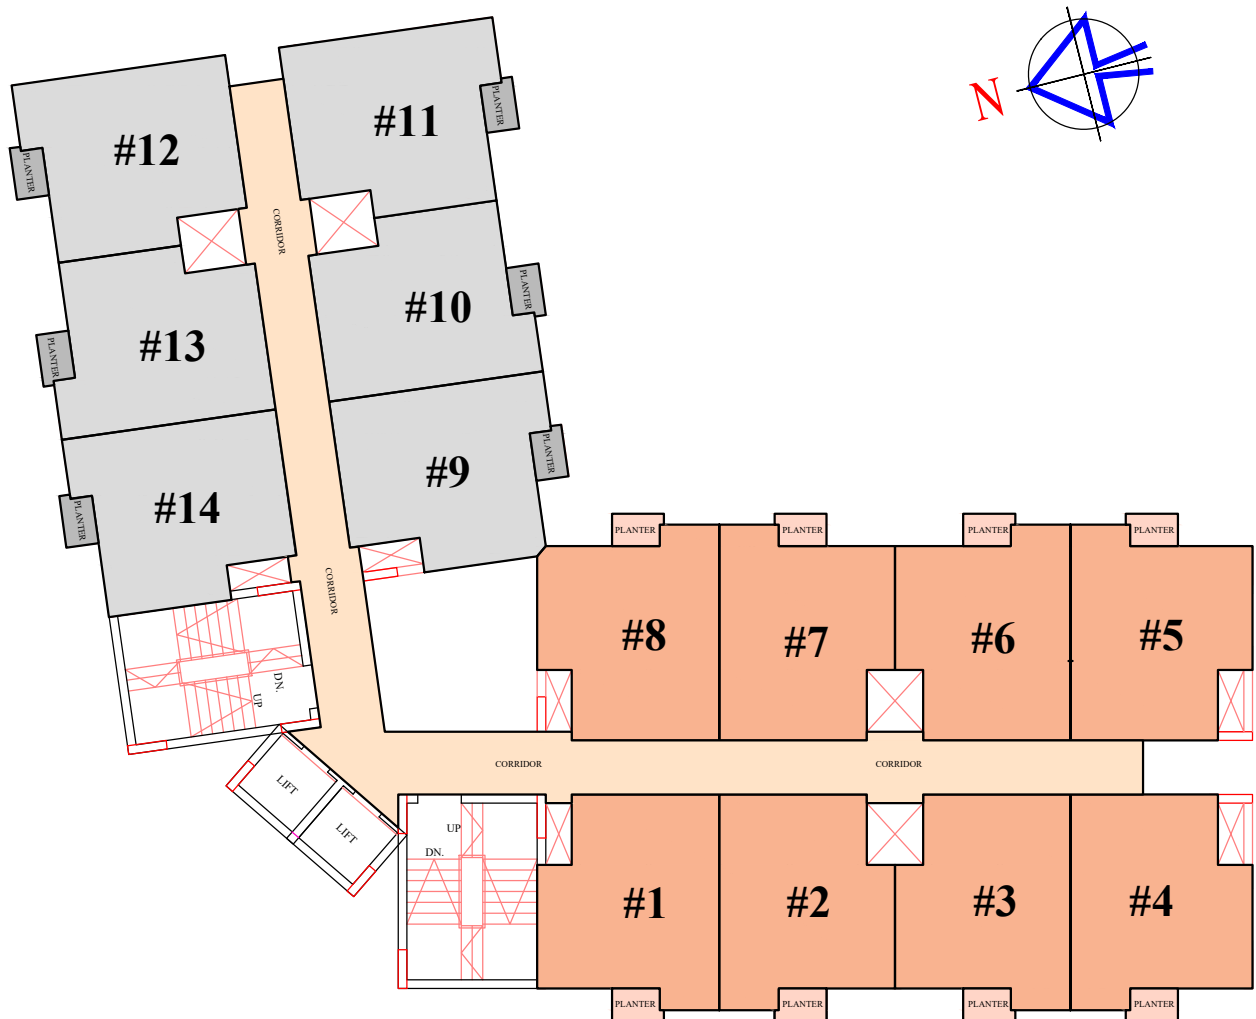 N
#11
PLANTER
#12
PLANTER
CORRIDOR
#10
PLANTER
#13
PLANTER
#9
PLANTER
#14
PLANTER
CORRIDOR
PLANTER
PLANTER
PLANTER
PLANTER
#8
#7
#6
#5
DN.
UP
CORRIDOR
CORRIDOR
LIFT
LIFT
UP
DN.
#1
#2
#3
#4
PLANTER
PLANTER
PLANTER
PLANTER